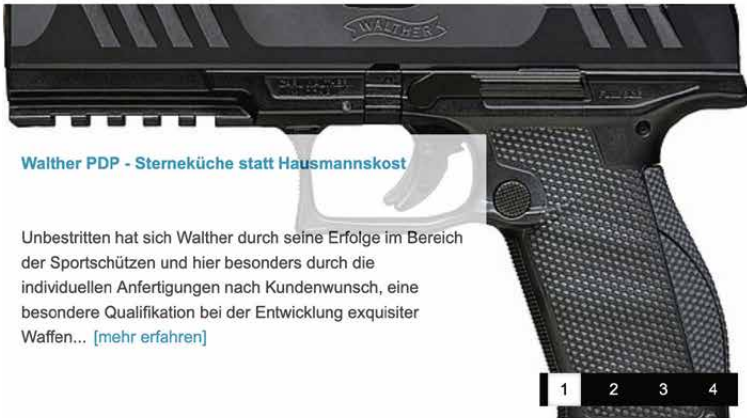 WALTHER
Walther PDP - Sterneküche statt Hausmannskost
Unbestritten hat sich Walther durch seine Erfolge im Bereich
der Sportschützen und hier besonders durch die
individuellen Anfertigungen nach Kundenwunsch, eine
besondere Qualifikation bei der Entwicklung exquisiter
Waffen... [mehr erfahren]
1 2 3 4